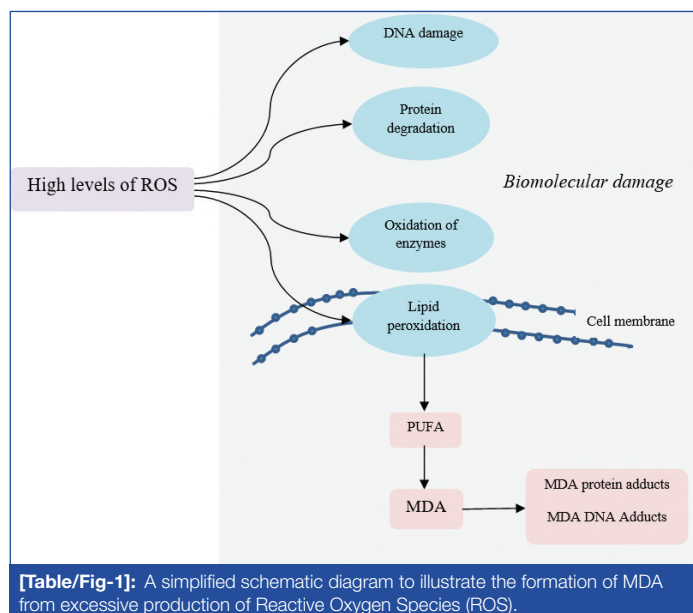 DNA damage
Protein
degradation
High levels of ROS
Biomolecular damage
Oxidation of
enzymes
Lipid
peroxidation
Cell membrane
PUFA
MDA
MDA protein adducts
MDA DNA Adducts
[Table/Fig-1]: A simplified schematic diagram to illustrate the formation of MDA
from excessive production of Reactive Oxygen Species (ROS).